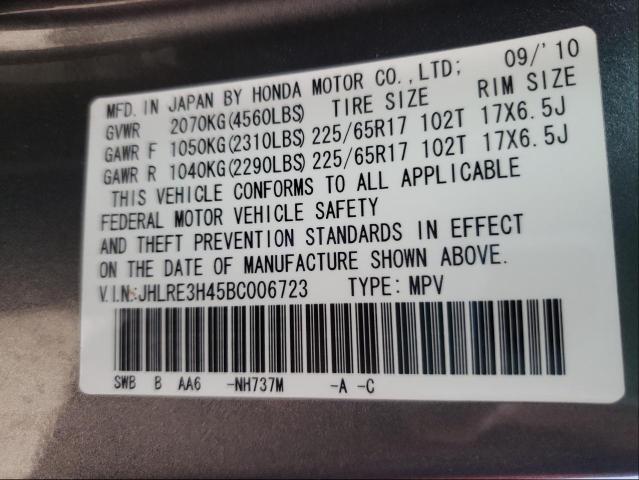 MFD. IN JAPAN BY HONDA MOTOR CO.,LTD; 09/'10
GVWR 2070KG(4560LBS) TIRE SIZE RIM SIZE
GAWR F 1050KG(2310LBS) 225/65R17 102T 17X6.5J
GAWR R 1040KG(2290LBS) 225/65R17 102T 17X6.5J
THIS VEHICLE CONFORMS TO ALL APPLICABLE
FEDERAL MOTOR VEHICLE SAFETY
AND THEFT PREVENTION STANDARDS IN EFFECT
ON THE DATE OF MANUFACTURE SHOWN ABOVE.
V.I.N:JHLRE3H45BC006723 TYPE: MPV
SWB B AA6 -NH737M -A -C